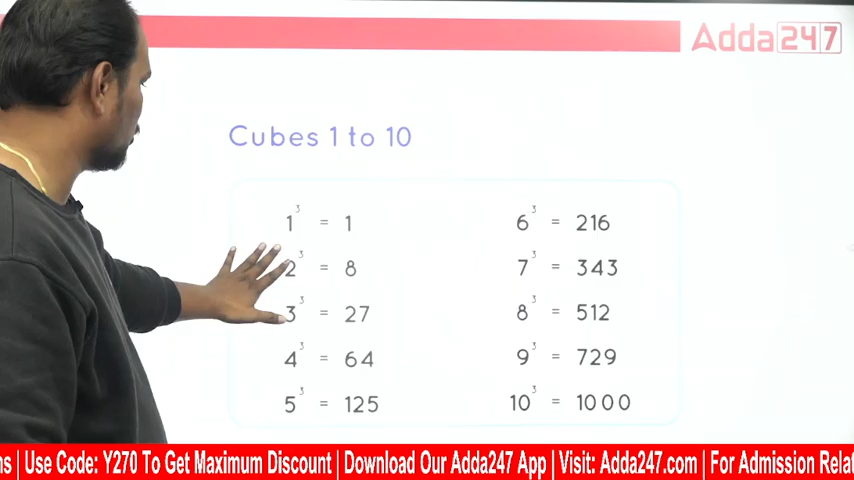 Adda247
Cubes 1 to 10
1³ = 1
2³ = 8
3³ = 27
4³ = 64
5³ = 125
6³ = 216
7³ = 343
8³ = 512
9³ = 729
10³ = 1000
ns | Use Code: Y270 To Get Maximum Discount | Download Our Adda247 App | Visit: Adda247.com | For Admission Relat